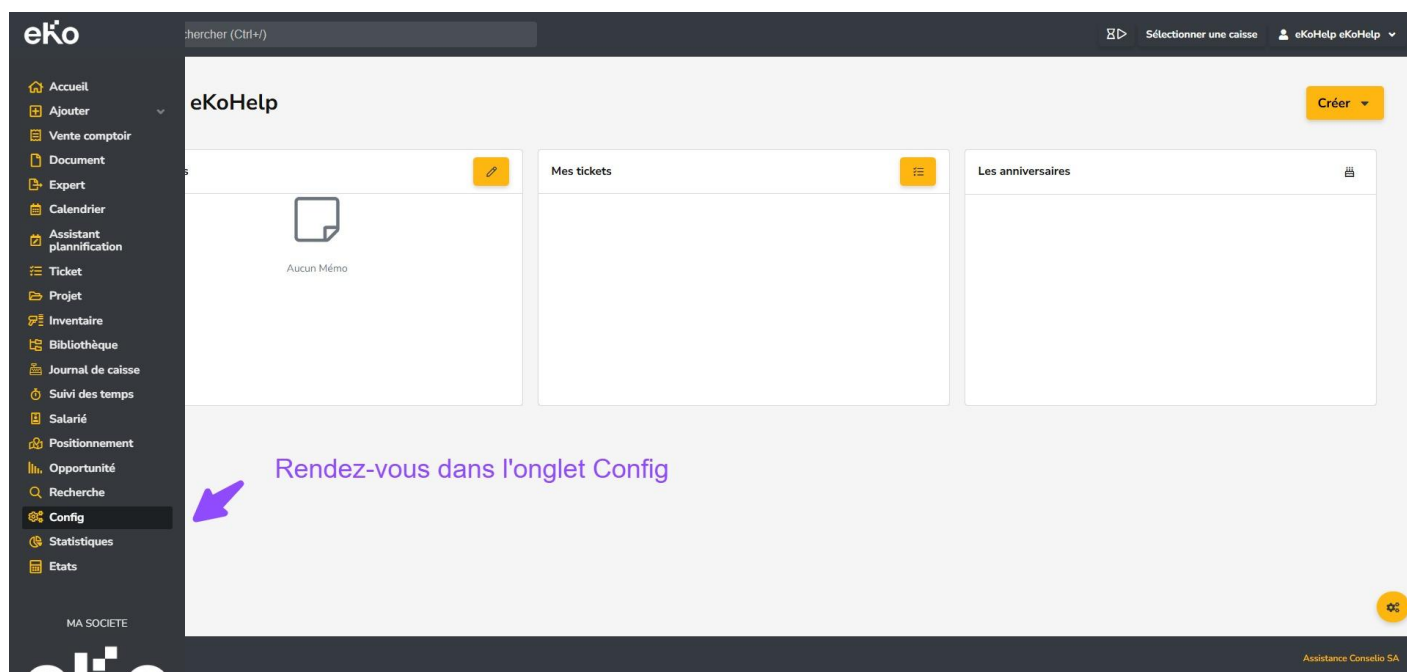 eKo
hercher (Ctrl+/)
Sélectionner une caisse
eKoHelp eKoHelp
Accueil
Ajouter
Vente comptoir
Document
Expert
Calendrier
Assistant
plannification
Ticket
Projet
Inventaire
Bibliothèque
Journal de caisse
Suivi des temps
Salarié
Positionnement
Opportunité
Recherche
Config
Statistiques
Etats
MA SOCIETE
eKoHelp
Créer
s
Aucun Mémo
Mes tickets
Les anniversaires
Rendez-vous dans l'onglet Config
Assistance Conselio SA